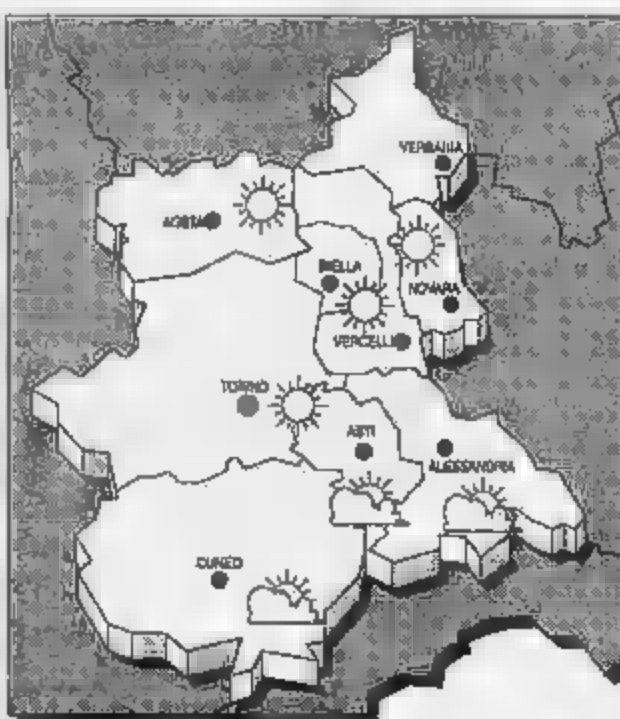 VERBANIA
AOSTA
BIELLA
NOVARA
VERCELLI
TORINO
ASTI
ALESSANDRIA
CUNEO